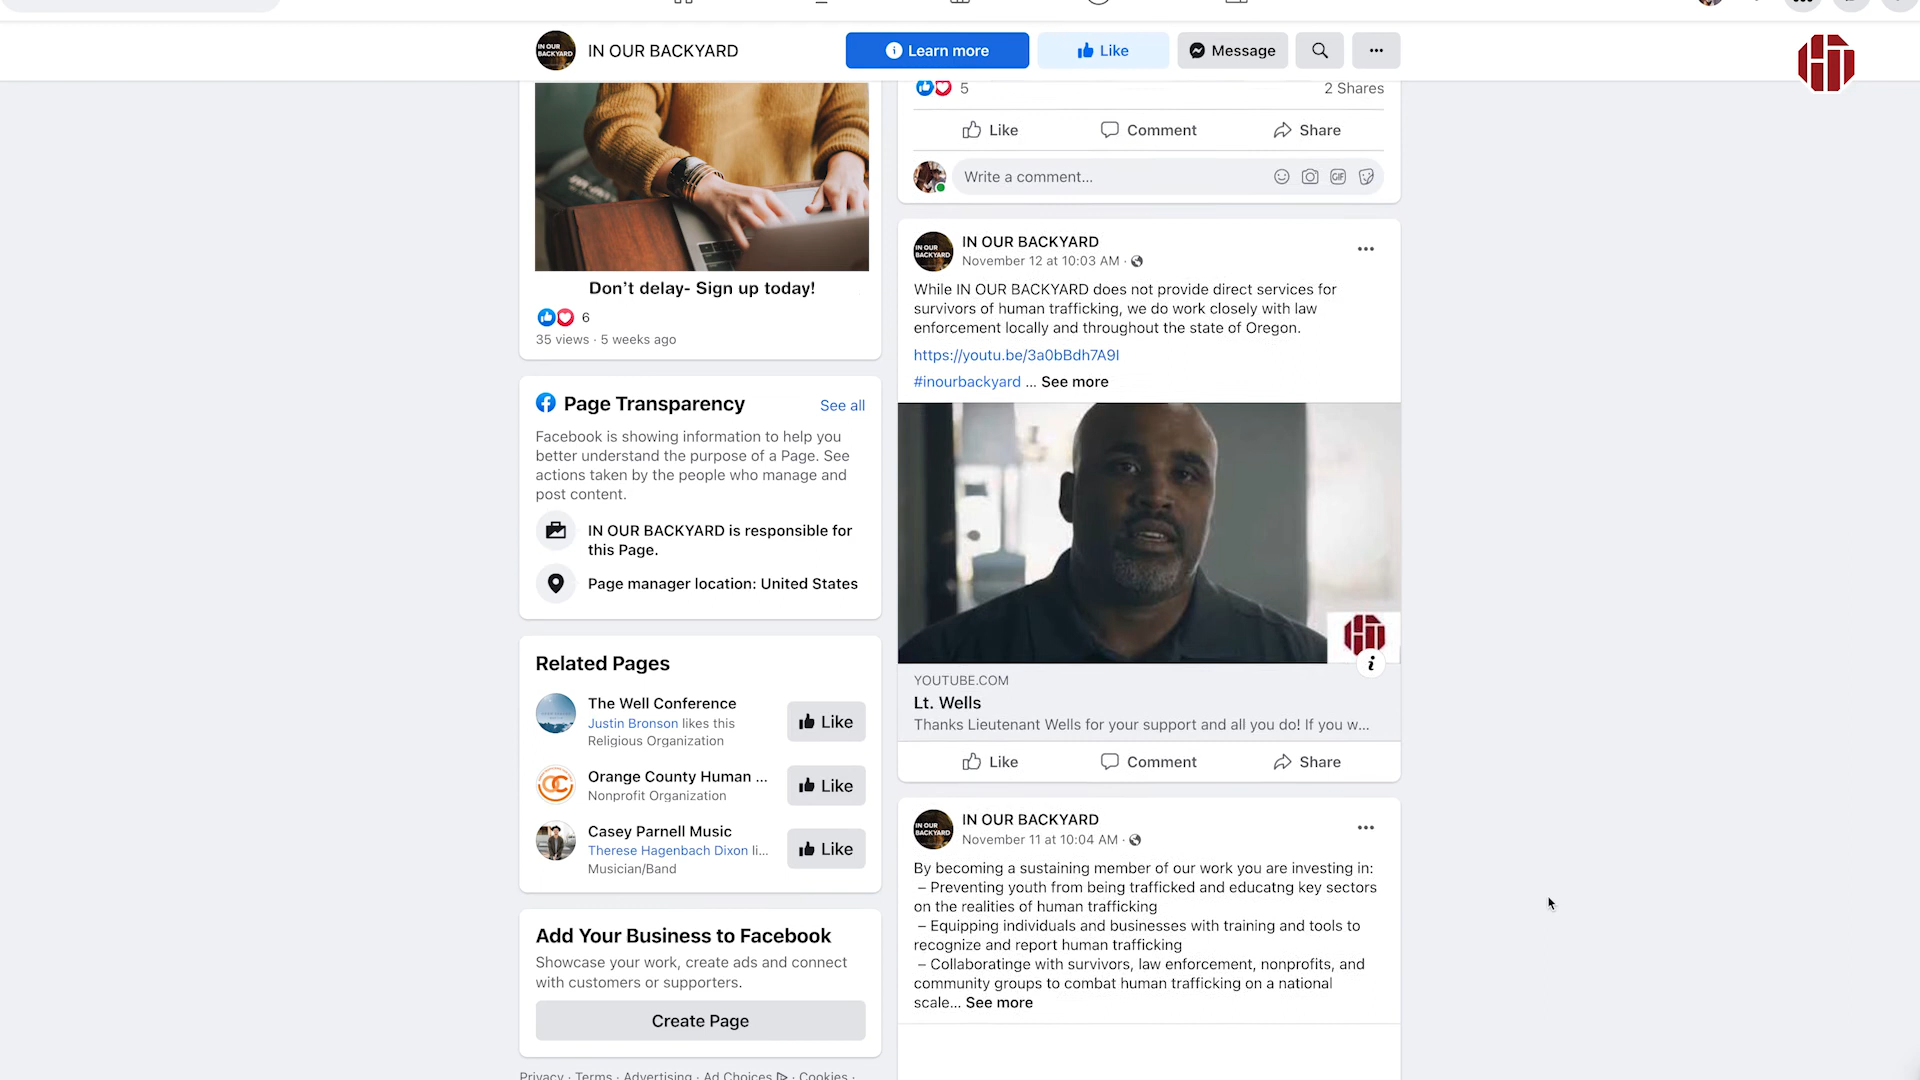 IN OUR BACKYARD
IN OUR BACKYARD
Learn more
Like
Message
Don't delay- Sign up today!
6
35 views · 5 weeks ago
Page Transparency
See all
Facebook is showing information to help you
better understand the purpose of a Page. See
actions taken by the people who manage and
post content.
IN OUR BACKYARD is responsible for
this Page.
Page manager location: United States
Related Pages
The Well Conference
Justin Bronson likes this
Religious Organization
Like
Orange County Human ...
Nonprofit Organization
Like
Casey Parnell Music
Therese Hagenbach Dixon li...
Musician/Band
Like
Add Your Business to Facebook
Showcase your work, create ads and connect
with customers or supporters.
Create Page
Privacy · Terms · Advertising · Ad Choices · Cookies ·
5
2 Shares
Like
Comment
Share
Write a comment...
GIF
IN OUR BACKYARD
IN OUR BACKYARD
November 12 at 10:03 AM ·
While IN OUR BACKYARD does not provide direct services for
survivors of human trafficking, we do work closely with law
enforcement locally and throughout the state of Oregon.
https://youtu.be/3a0bBdh7A9I
#inourbackyard ... See more
YOUTUBE.COM
Lt. Wells
Thanks Lieutenant Wells for your support and all you do! If you w...
Like
Comment
Share
IN OUR BACKYARD
IN OUR BACKYARD
November 11 at 10:04 AM ·
By becoming a sustaining member of our work you are investing in:
– Preventing youth from being trafficked and educatng key sectors
on the realities of human trafficking
– Equipping individuals and businesses with training and tools to
recognize and report human trafficking
– Collaboratinge with survivors, law enforcement, nonprofits, and
community groups to combat human trafficking on a national
scale... See more